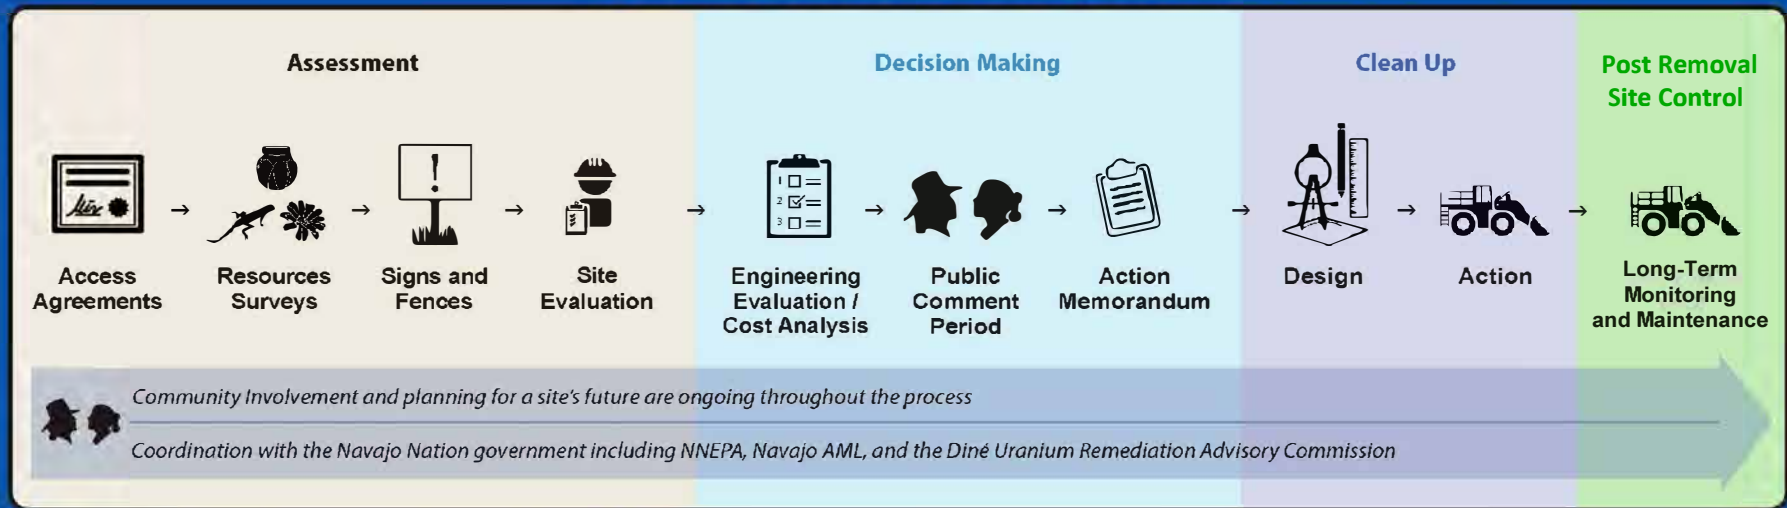 Assessment
Decision Making
Clean Up
Post Removal
Site Control
!
1
2
3
Access
Agreements
Resources
Surveys
Signs and
Fences
Site
Evaluation
Engineering
Evaluation /
Cost Analysis
Public
Comment
Period
Action
Memorandum
Design
Action
Long-Term
Monitoring
and Maintenance
Community Involvement and planning for a site's future are ongoing throughout the process
Coordination with the Navajo Nation government including NNEPA, Navajo AML, and the Diné Uranium Remediation Advisory Commission